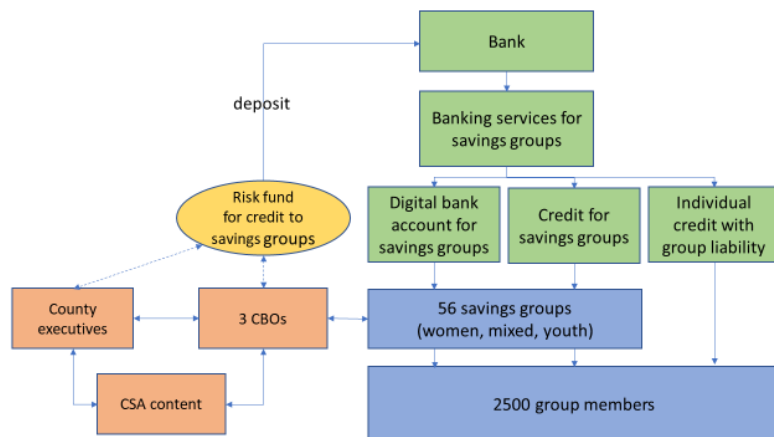 Bank
deposit
Banking services for
savings groups
Risk fund
for credit to
savings groups
Digital bank
account for
savings groups
Credit for
savings groups
Individual
credit with
group liability
County
executives
3 CBOs
56 savings groups
(women, mixed, youth)
CSA content
2500 group members